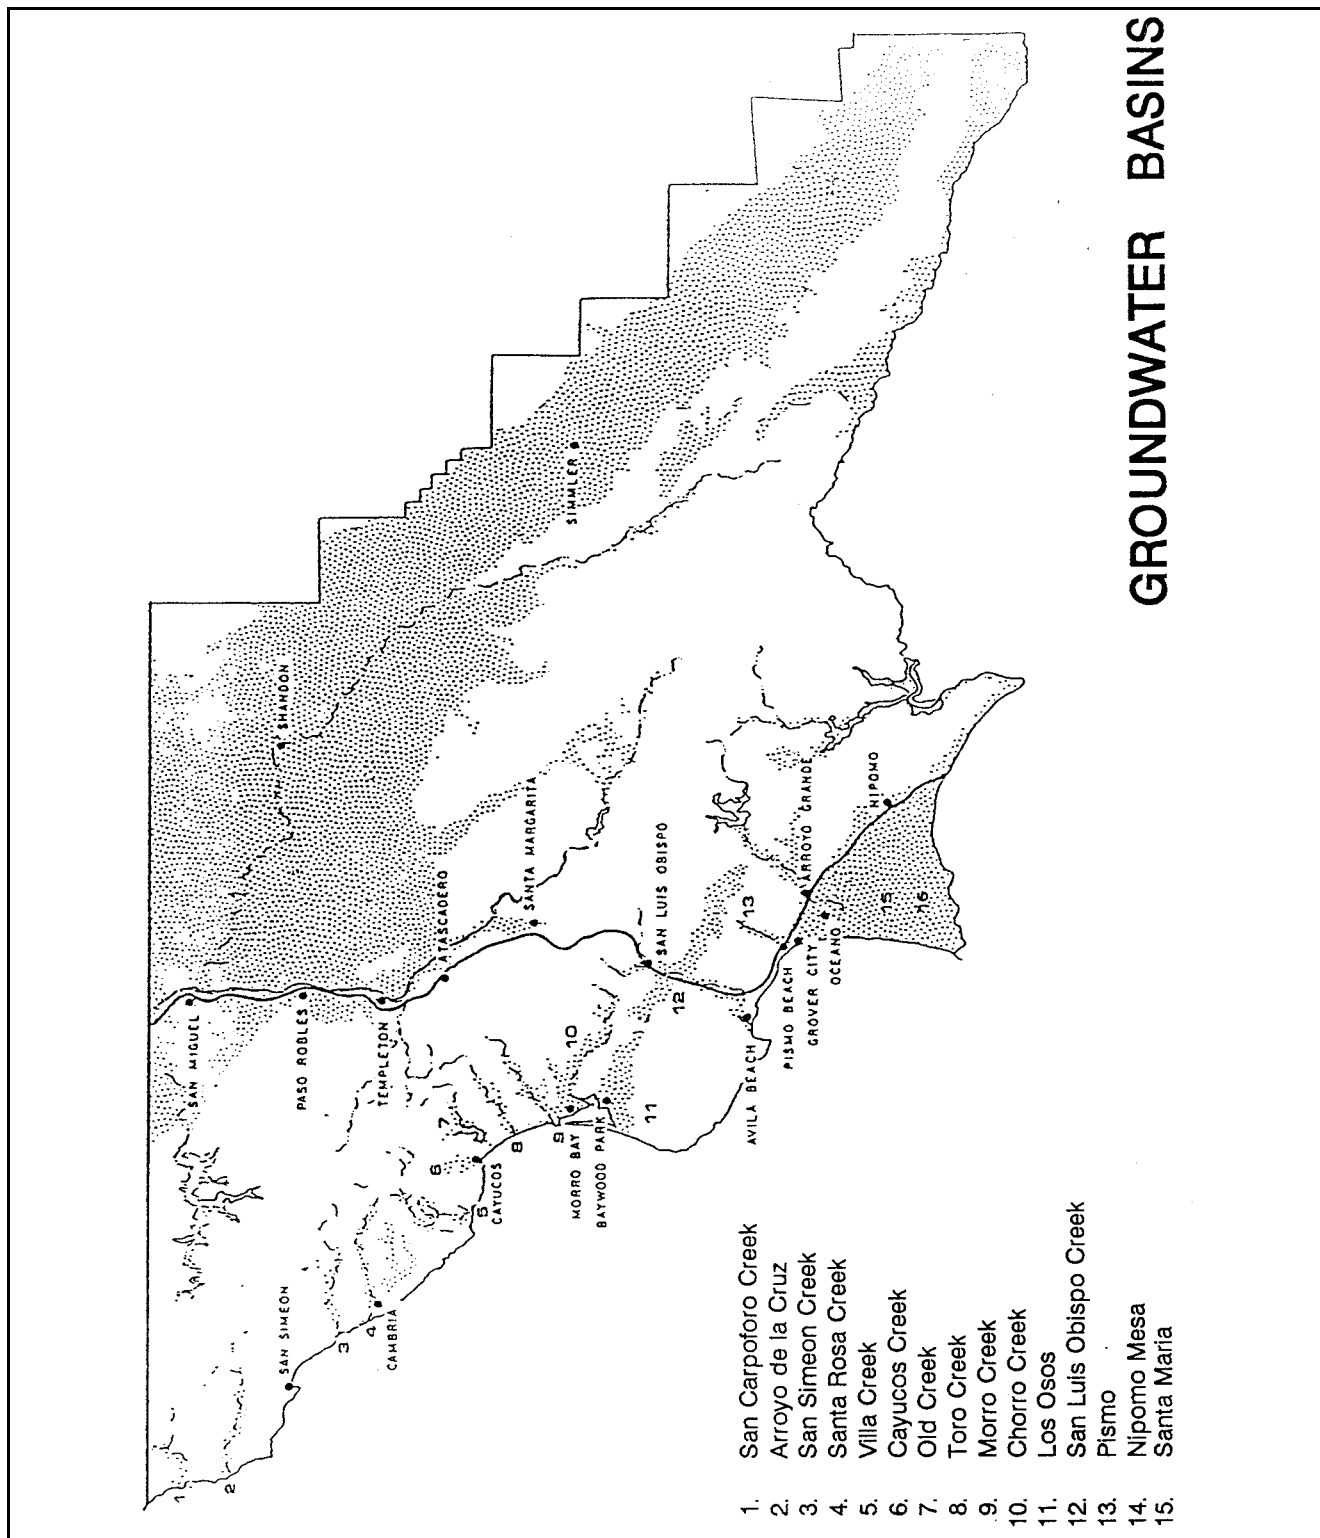 GROUNDWATER BASINS
SAN MIGUEL
PASO ROBLES
TEMPLETON
ATASCADERO
SANTA MARGARITA
SHANDON
SIMMLER
SAN SIMEON
CAMBRIA
CAYUCOS
MORRO BAY
BAYWOOD PARK
SAN LUIS OBISPO
AVILA BEACH
PISMO BEACH
GROVER CITY
OCEANO
ARROYO GRANDE
NIPOMO
1
2
3
4
5
6
7
8
9
10
11
12
13
15
16
1. San Carpoforo Creek
2. Arroyo de la Cruz
3. San Simeon Creek
4. Santa Rosa Creek
5. Villa Creek
6. Cayucos Creek
7. Old Creek
8. Toro Creek
9. Morro Creek
10. Chorro Creek
11. Los Osos
12. San Luis Obispo Creek
13. Pismo
14. Nipomo Mesa
15. Santa Maria